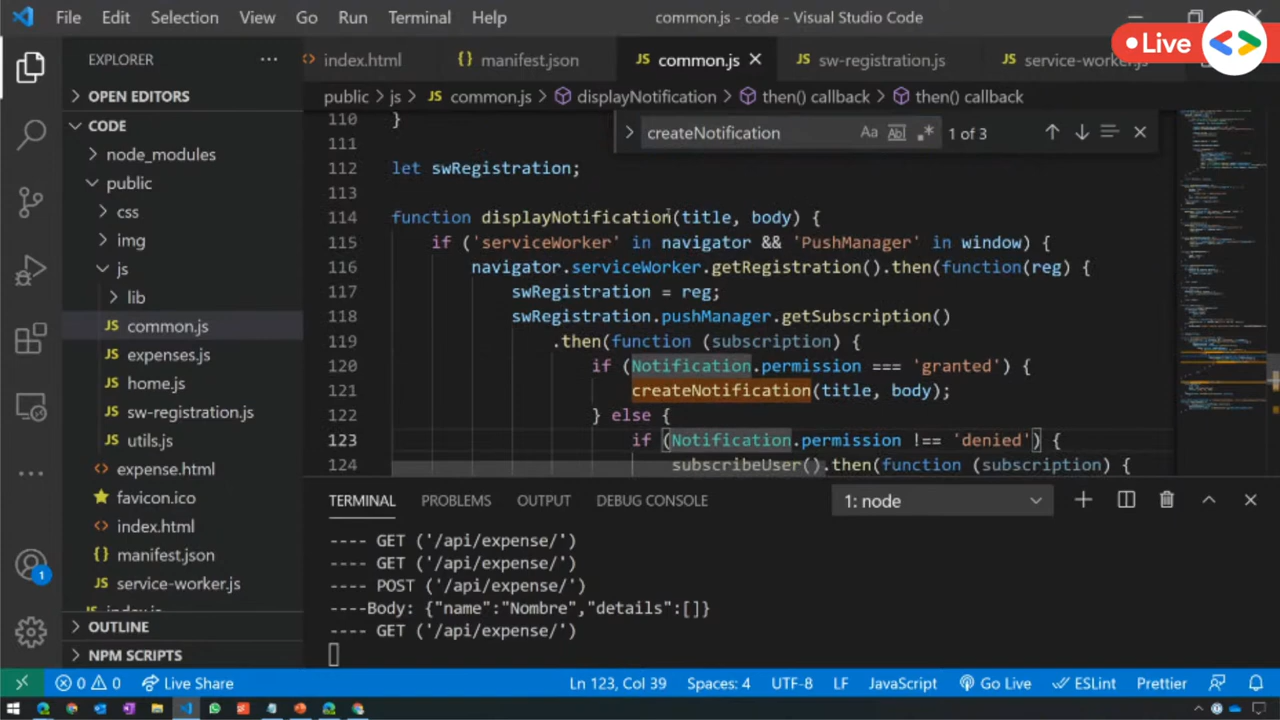 File Edit Selection View Go Run Terminal Help common.js - code - Visual Studio Code
Live
EXPLORER
index.html
manifest.json
common.js
sw-registration.js
service-worker.js
OPEN EDITORS
CODE
node_modules
public
css
img
js
lib
common.js
expenses.js
home.js
sw-registration.js
utils.js
expense.html
favicon.ico
index.html
manifest.json
service-worker.js
index.js
OUTLINE
NPM SCRIPTS
1
public > js > JS common.js > displayNotification > then() callback > then() callback
createNotification Aa Abl .* 1 of 3
110 }
111
112 let swRegistration;
113
114 function displayNotification(title, body) {
115 if ('serviceWorker' in navigator && 'PushManager' in window) {
116 navigator.serviceWorker.getRegistration().then(function(reg) {
117 swRegistration = reg;
118 swRegistration.pushManager.getSubscription()
119 .then(function (subscription) {
120 if (Notification.permission === 'granted') {
121 createNotification(title, body);
122 } else {
123 if (Notification.permission !== 'denied') {
124 subscribeUser().then(function (subscription) {
TERMINAL PROBLEMS OUTPUT DEBUG CONSOLE 1: node
---- GET ('/api/expense/')
---- GET ('/api/expense/')
---- POST ('/api/expense/')
----Body: {"name":"Nombre","details":[]}
---- GET ('/api/expense/')
0 0 Live Share Ln 123, Col 39 Spaces: 4 UTF-8 LF JavaScript Go Live ESLint Prettier